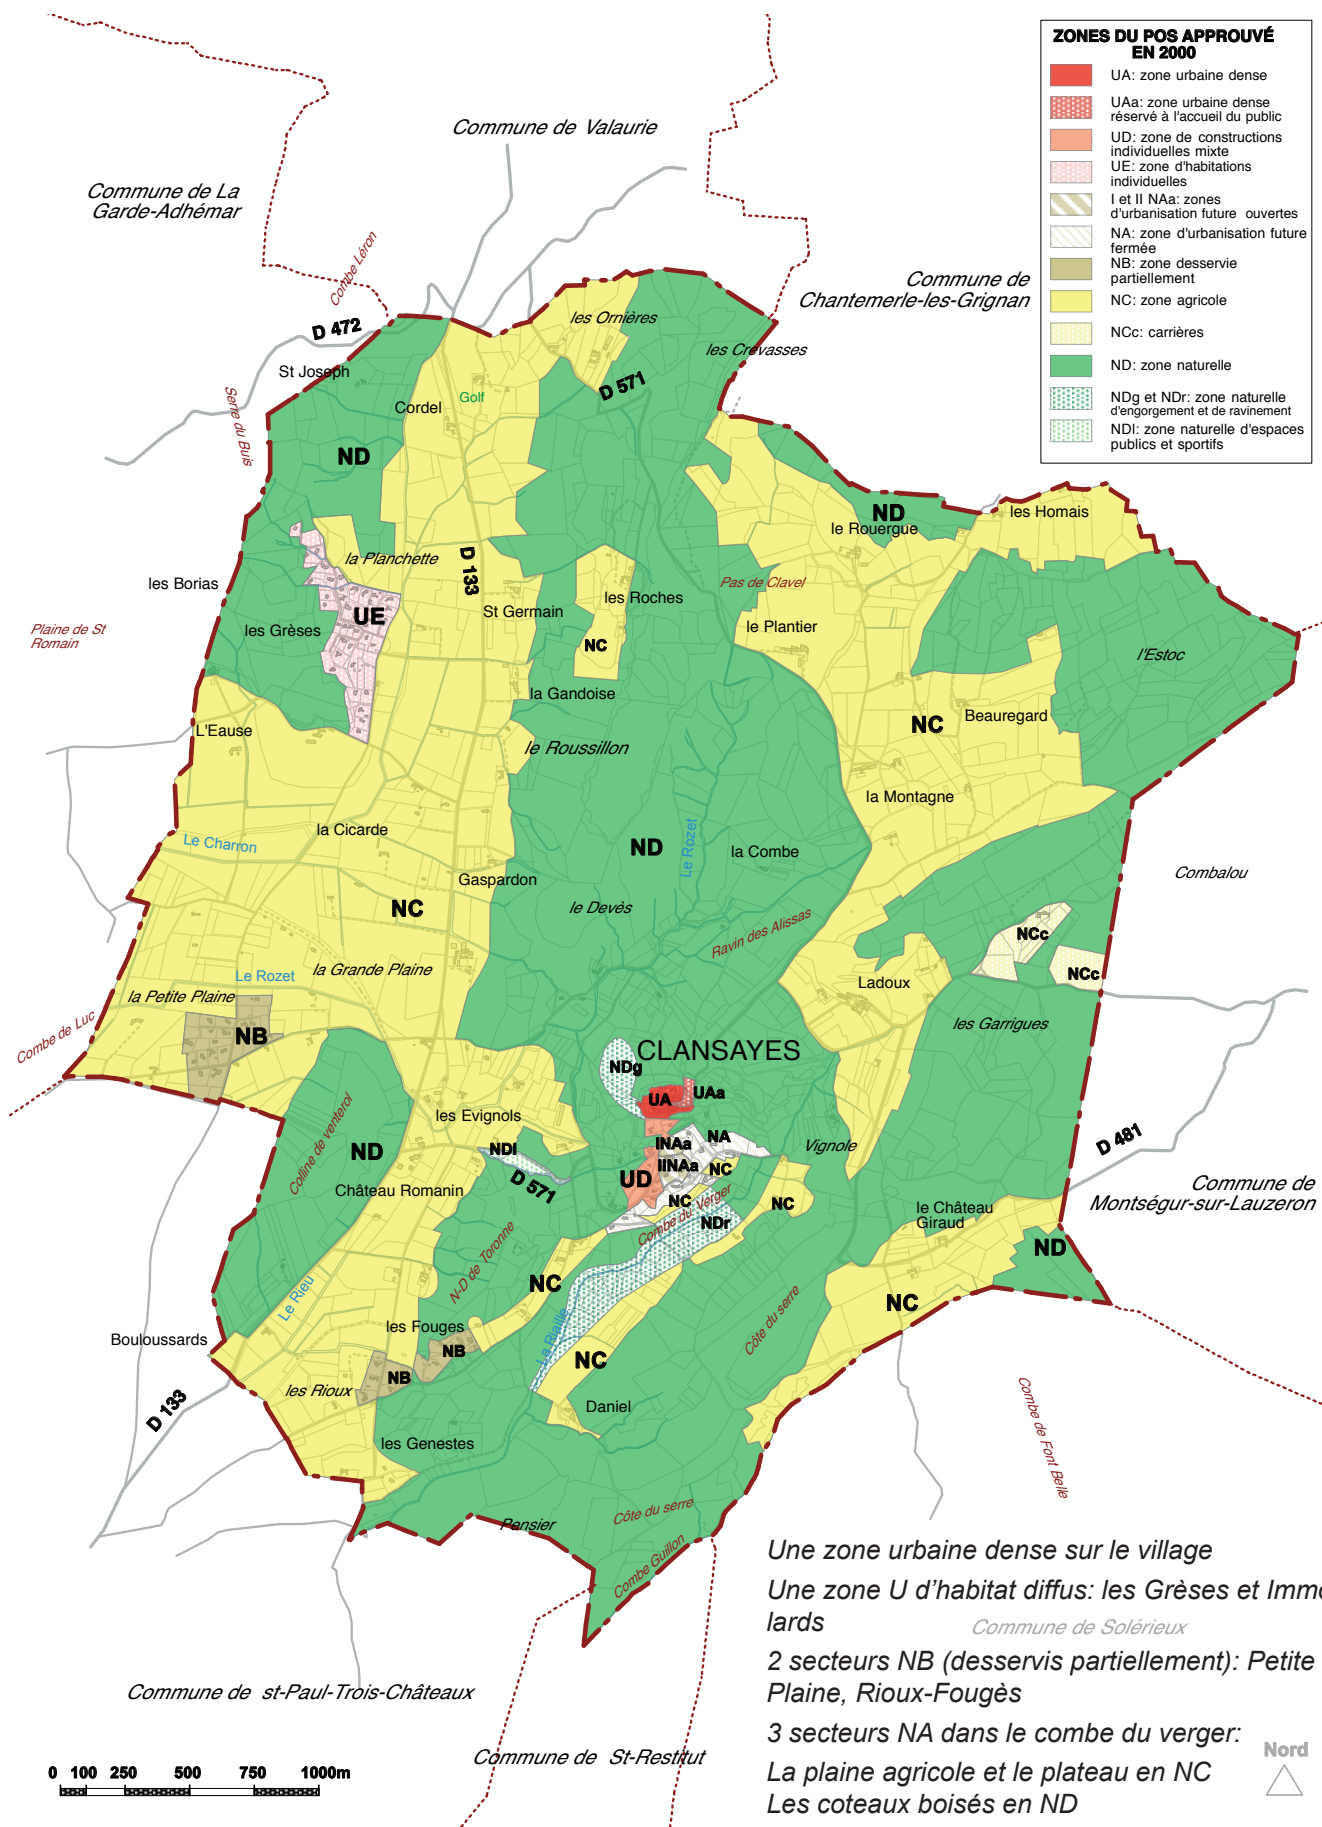 ZONES DU POS APPROUVÉ
EN 2000
UA: zone urbaine dense
UAa: zone urbaine dense
réservé à l'accueil du public
UD: zone de constructions
individuelles mixte
UE: zone d'habitations
individuelles
I et II NAa: zones
d'urbanisation future ouvertes
NA: zone d'urbanisation future
fermée
NB: zone desservie
partiellement
NC: zone agricole
NCc: carrières
ND: zone naturelle
NDg et NDr: zone naturelle
d'engorgement et de ravinement
NDl: zone naturelle d'espaces
publics et sportifs
Commune de Valaurie
Commune de La
Garde-Adhémar
Combe Léron
Commune de
Chantemerle-les-Grignan
D 472
les Ornières
les Crevasses
St Joseph
D 571
Golf
Cordel
Serre du Buis
ND
ND
le Rouergue
les Homais
la Planchette
D 133
les Borias
Pas de Clavel
les Roches
St Germain
UE
les Grèses
Plaine de St
Romain
le Plantier
NC
l'Estoc
la Gandoise
L'Eause
NC
Beauregard
le Roussillon
la Montagne
la Cicarde
Le Charron
ND
Le Rozet
la Combe
Gaspardon
Combalou
NC
le Devès
Ravin des Alissas
NCc
NCc
la Grande Plaine
Le Rozet
Ladoux
la Petite Plaine
NB
Combe de Luc
les Garrigues
CLANSAYES
NDg
UA
UAa
les Evignols
Colline de venterol
ND
NDl
INAa
NA
IINAa
NC
Vignole
D 481
UD
D 571
Château Romanin
NC
Combe du Verger
NDr
NC
Commune de
Montségur-sur-Lauzeron
le Château
Giraud
ND
N-D de Toronne
NC
Le Rieu
NC
Côte du serre
les Fouges
Bouloussards
La Riaille
NB
NC
NB
les Rioux
D 133
Daniel
Combe de Font Belle
les Genestes
Côte du serre
Pensier
Combe Guillon
Une zone urbaine dense sur le village
Une zone U d'habitat diffus: les Grèses et Immo
lards
Commune de Solérieux
2 secteurs NB (desservis partiellement): Petite
Plaine, Rioux-Fougès
3 secteurs NA dans le combe du verger:
La plaine agricole et le plateau en NC
Les coteaux boisés en ND
Commune de st-Paul-Trois-Châteaux
Commune de St-Restitut
Nord
0 100 250 500 750 1000m